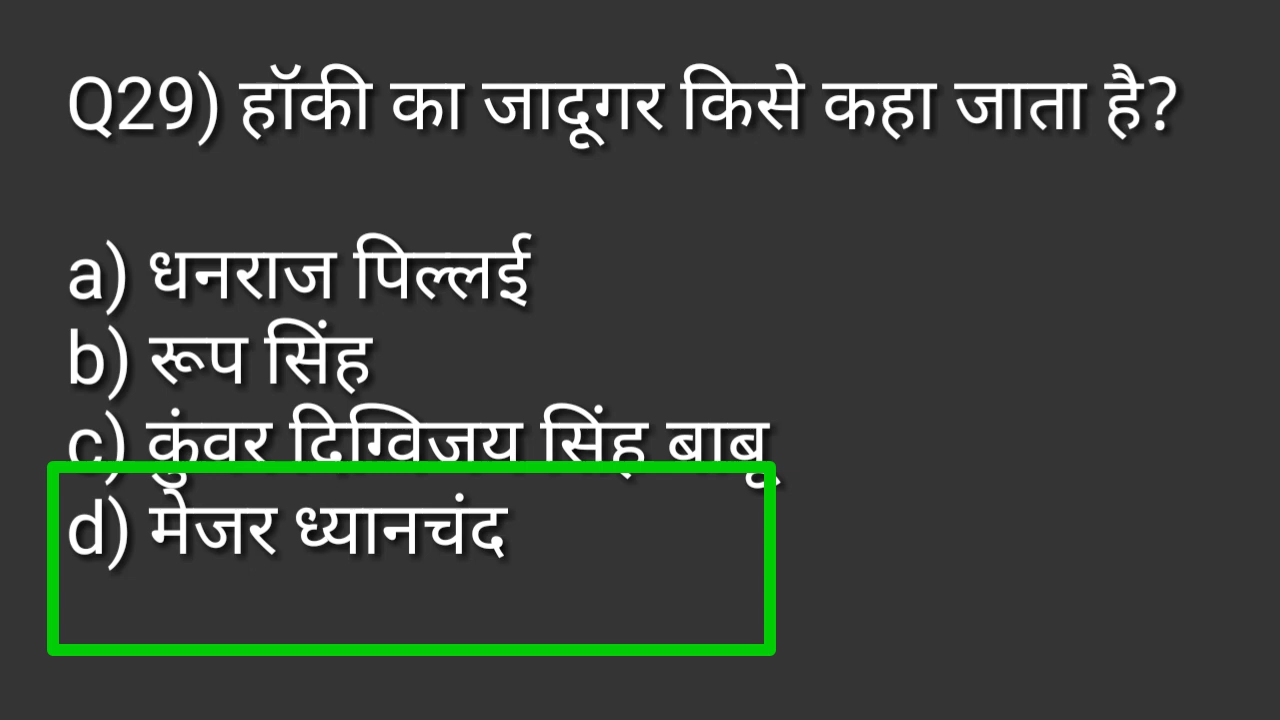 Q29) हॉकी का जादूगर किसे कहा जाता है?
a) धनराज पिल्लई
b) रूप सिंह
c) कुंवर दिग्विजय सिंह बाबू
d) मेजर ध्यानचंद